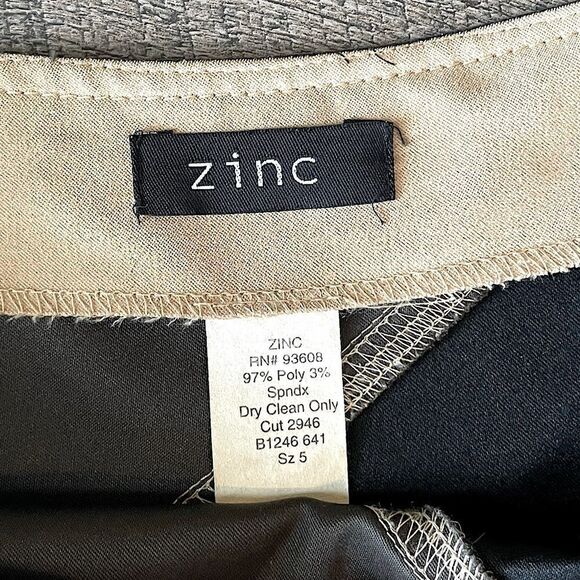 zinc
ZINC
RN# 93608
97% Poly 3%
Spndx
Dry Clean Only
Cut 2946
B1246 641
Sz 5